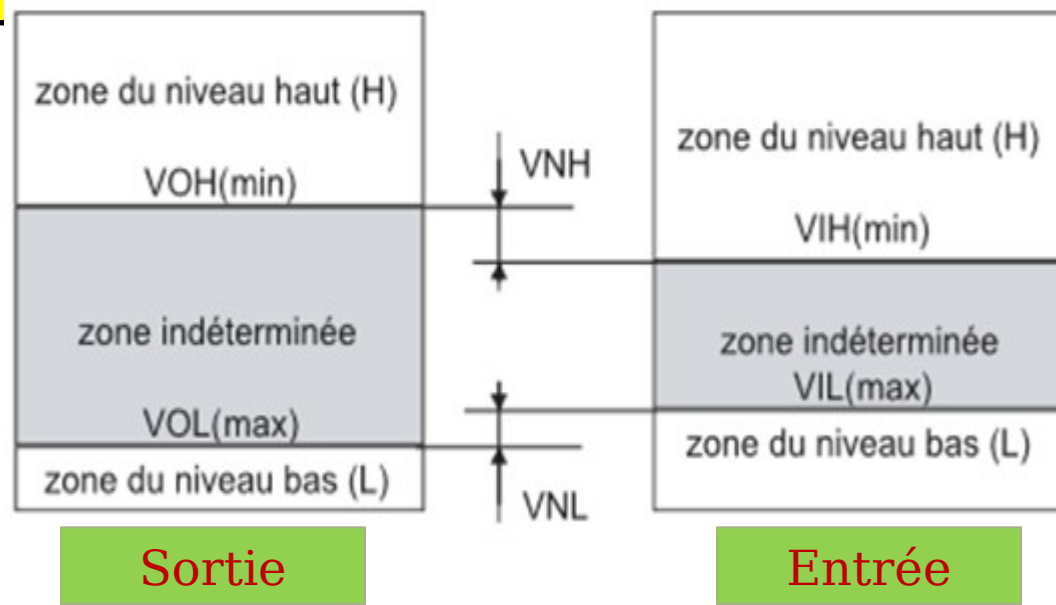 zone du niveau haut (H)
VOH(min)
zone indéterminée
VOL(max)
zone du niveau bas (L)
Sortie
VNH
VNL
zone du niveau haut (H)
VIH(min)
zone indéterminée
VIL(max)
zone du niveau bas (L)
Entrée